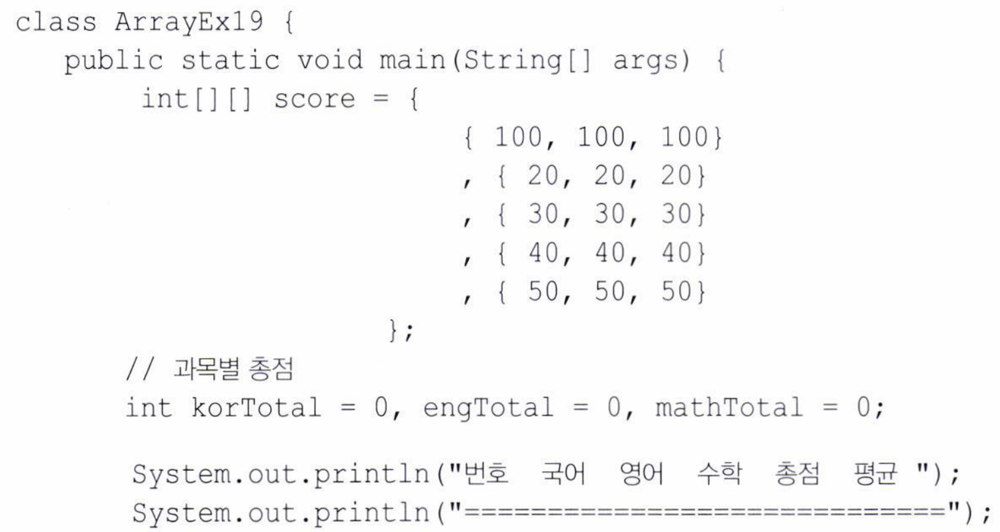 class ArrayEx19 {
public static void main(String[] args) {
int[][] score = {
{ 100, 100, 100}
, { 20, 20, 20}
, { 30, 30, 30}
, { 40, 40, 40}
, { 50, 50, 50}
};
// 과목별 총점
int korTotal = 0, engTotal = 0, mathTotal = 0;
System.out.println("번호 국어 영어 수학 총점 평균 ");
System.out.println("=============================");